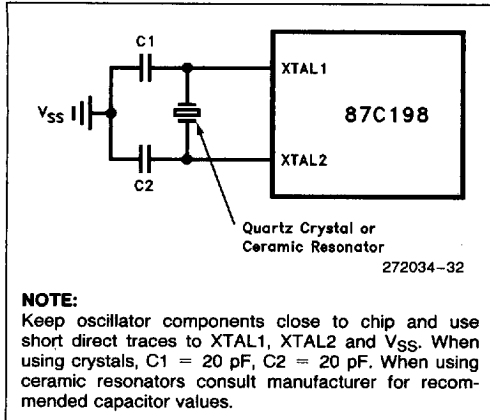 C1
XTAL1
VSS
87C198
XTAL2
C2
Quartz Crystal or
Ceramic Resonator
272034-32
NOTE:
Keep oscillator components close to chip and use
short direct traces to XTAL1, XTAL2 and VSS. When
using crystals, C1 = 20 pF, C2 = 20 pF. When using
ceramic resonators consult manufacturer for recom-
mended capacitor values.